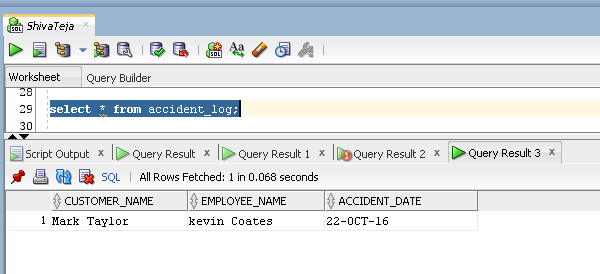 ShivaTeja
Worksheet Query Builder
28
29 select * from accident_log;
30
Script Output x Query Result x Query Result 1 x Query Result 2 x Query Result 3 x
SQL | All Rows Fetched: 1 in 0.068 seconds
CUSTOMER_NAME EMPLOYEE_NAME ACCIDENT_DATE
1 Mark Taylor kevin Coates 22-OCT-16